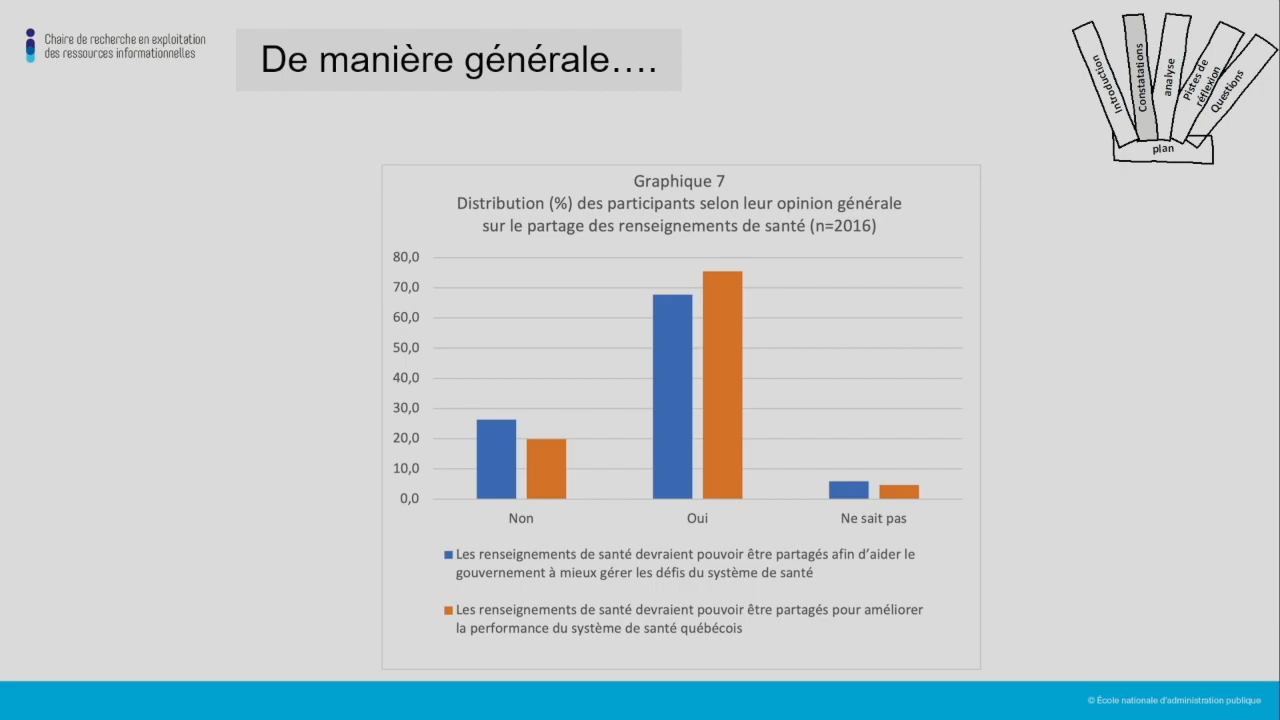 Chaire de recherche en exploitation
des ressources informationnelles
De manière générale….
Introduction
Constatations
analyse
Pistes de
réflexion
Questions
plan
Graphique 7
Distribution (%) des participants selon leur opinion générale
sur le partage des renseignements de santé (n=2016)
80,0
70,0
60,0
50,0
40,0
30,0
20,0
10,0
0,0
Non
Oui
Ne sait pas
Les renseignements de santé devraient pouvoir être partagés afin d’aider le
gouvernement à mieux gérer les défis du système de santé
Les renseignements de santé devraient pouvoir être partagés pour améliorer
la performance du système de santé québécois
© École nationale d'administration publique